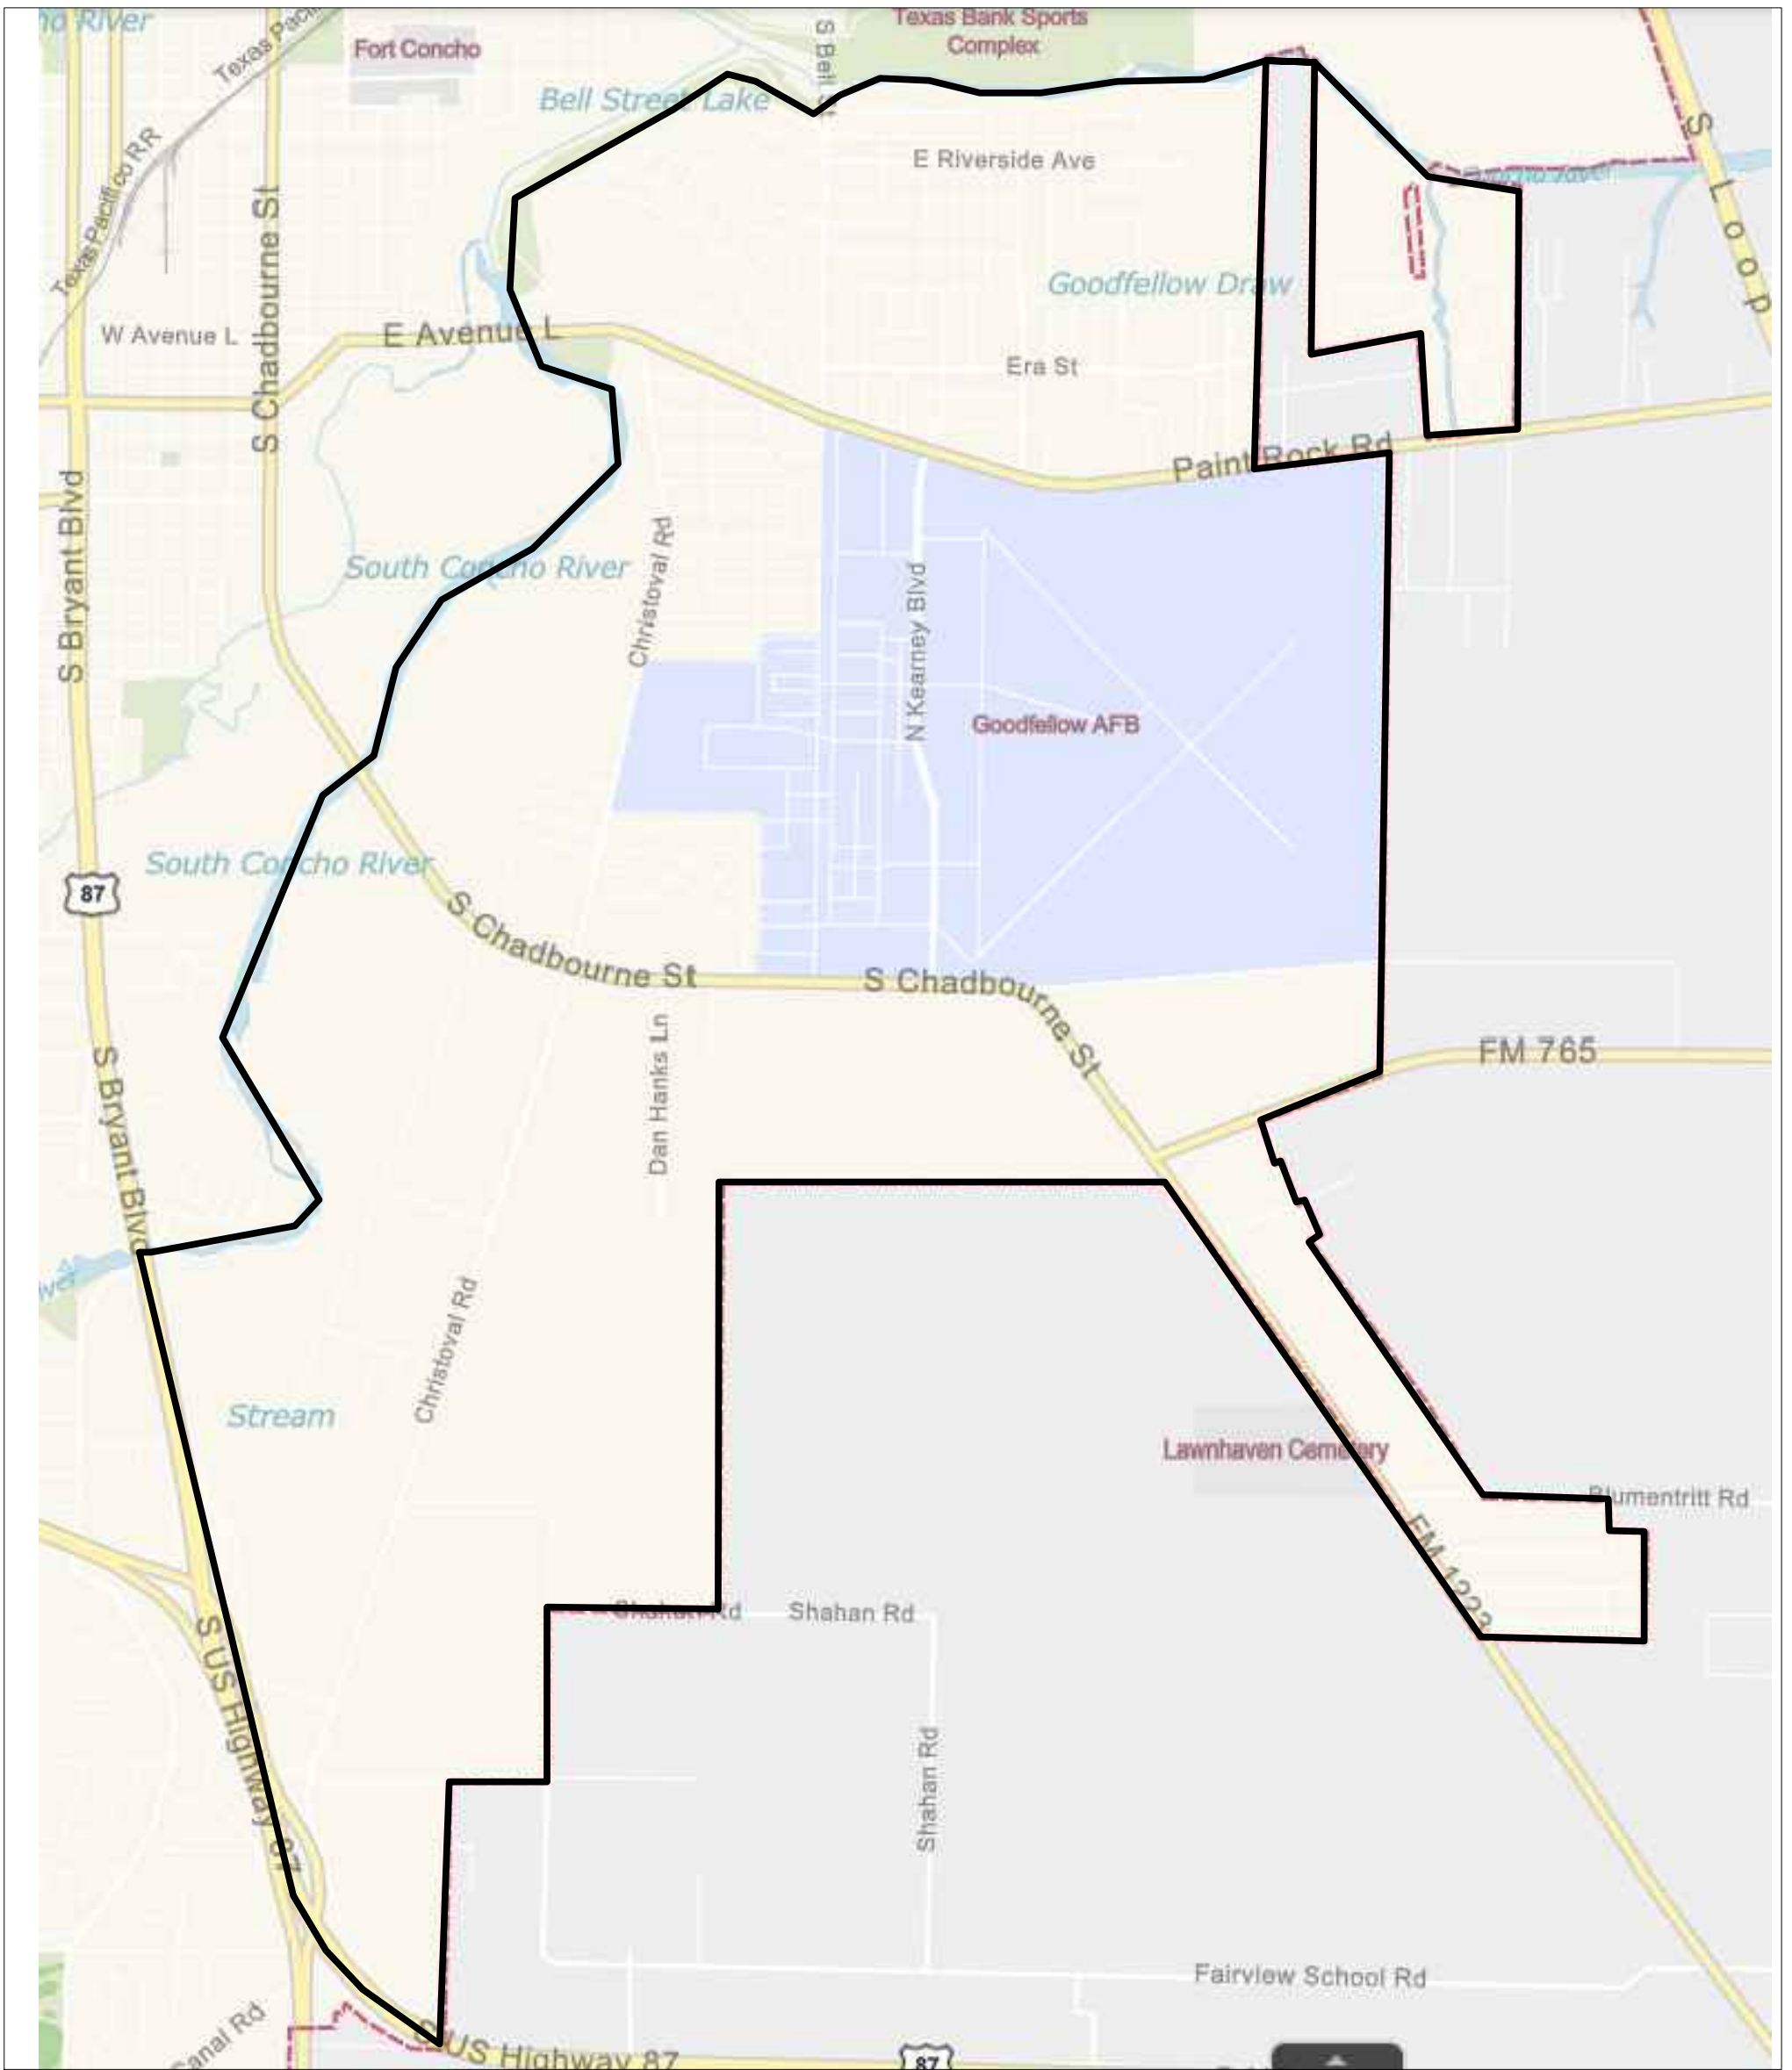 River
Texas Bank Sports
Complex
Fort Concho
S Bell St
Bell Street Lake
Texas Pacifico RR
E Riverside Ave
S Loop
S Chadbourne St
Goodfellow Draw
W Avenue L
E Avenue L
Era St
Paint Rock Rd
S Bryant Blvd
South Concho River
Christoval Rd
N Kearney Blvd
Goodfellow AFB
South Concho River
87
S Chadbourne St
S Chadbourne St
S Bryant Blvd
Dan Hanks Ln
FM 765
Christoval Rd
Stream
Lawnhaven Cemetery
Blumentritt Rd
FM 1223
Shahan Rd
Shahan Rd
S US Highway 87
Shahan Rd
Fairview School Rd
Canal Rd
S US Highway 87
87